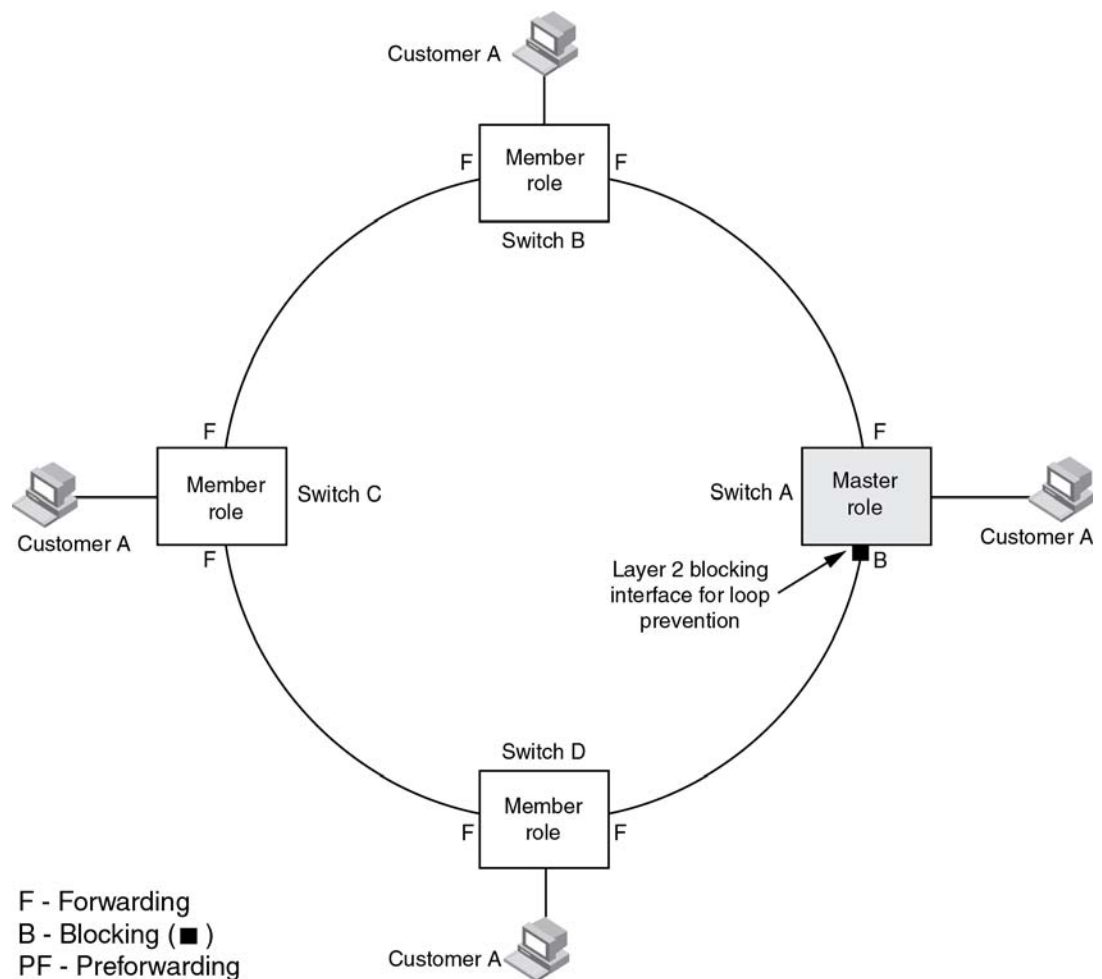 Customer A
F
Member
role
F
Switch B
F
Member
role
F
Switch C
Customer A
F
Switch A
Master
role
B
Customer A
Layer 2 blocking
interface for loop
prevention
Switch D
F
Member
role
F
Customer A
F - Forwarding
B - Blocking (■)
PF - Preforwarding